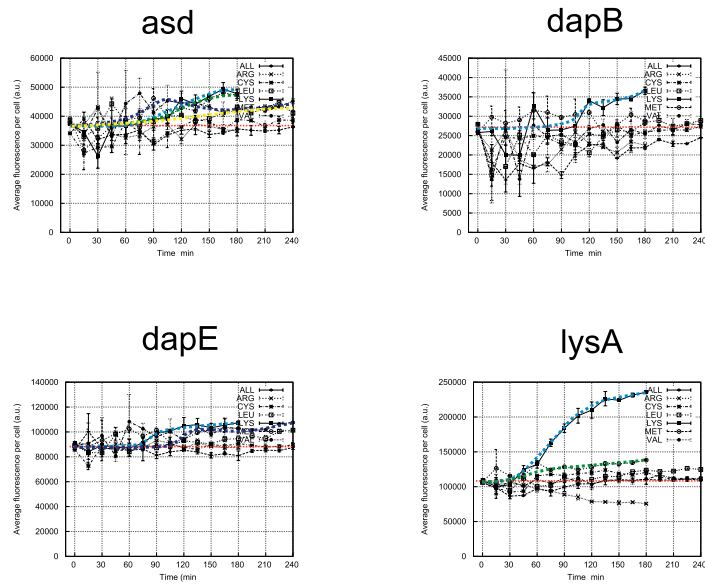 asd
60000
50000
40000
30000
20000
10000
0
0 30 60 90 120 150 180 210 240
Average fluorescence per cell (a.u.)
Time min
ALL
ARG
CYS
LEU
LYS
MET
VAL
dapB
45000
40000
35000
30000
25000
20000
15000
10000
5000
0
0 30 60 90 120 150 180 210 240
Average fluorescence per cell (a.u.)
Time min
ALL
ARG
CYS
LEU
LYS
MET
VAL
dapE
140000
120000
100000
80000
60000
40000
20000
0
0 30 60 90 120 150 180 210 240
Average fluorescence per cell (a.u.)
Time (min
ALL
ARG
CYS
LEU
LYS
MET
VAL
lysA
250000
200000
150000
100000
50000
0
0 30 60 90 120 150 180 210 240
Average fluorescence per cell (a.u.)
Time min
ALL
ARG
CYS
LEU
LYS
MET
VAL